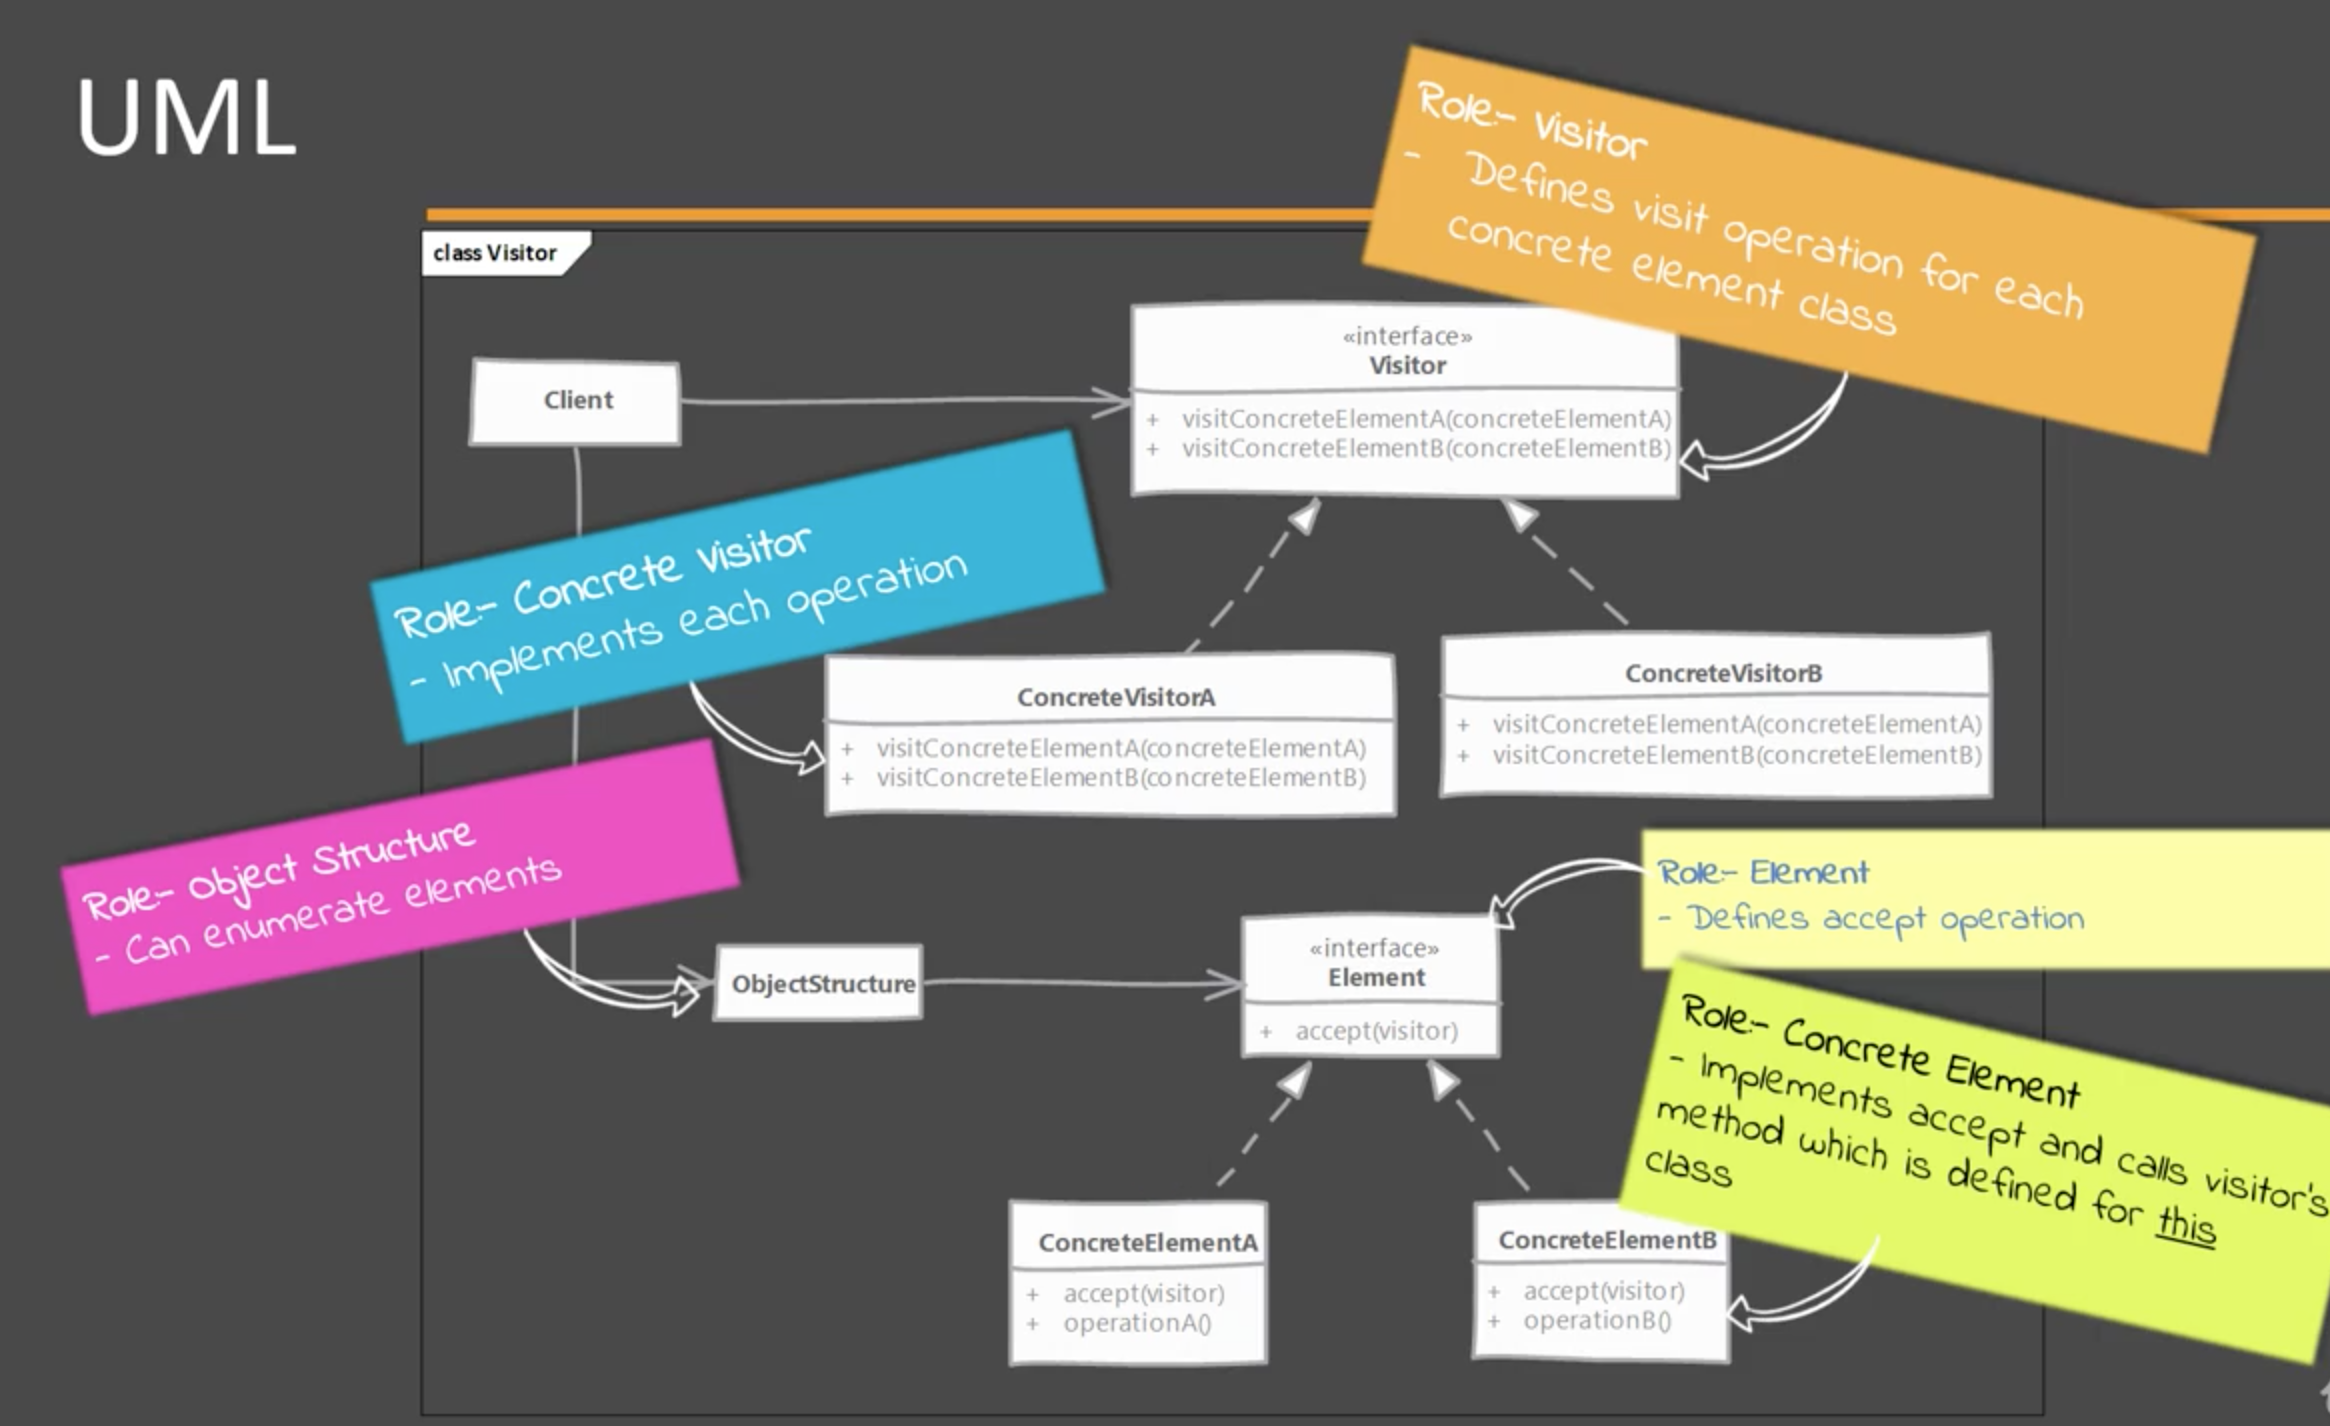 UML
Role:- Visitor
- Defines visit operation for each
concrete element class
class Visitor
«interface»
Visitor
+ visitConcreteElementA(concreteElementA)
+ visitConcreteElementB(concreteElementB)
Client
Role:- Concrete Visitor
- Implements each operation
ConcreteVisitorA
+ visitConcreteElementA(concreteElementA)
+ visitConcreteElementB(concreteElementB)
ConcreteVisitorB
+ visitConcreteElementA(concreteElementA)
+ visitConcreteElementB(concreteElementB)
Role:- Object Structure
- Can enumerate elements
ObjectStructure
«interface»
Element
+ accept(visitor)
Role:- Element
- Defines accept operation
Role:- Concrete Element
- Implements accept and calls visitor's
method which is defined for this
class
ConcreteElementA
+ accept(visitor)
+ operationA()
ConcreteElementB
+ accept(visitor)
+ operationB()